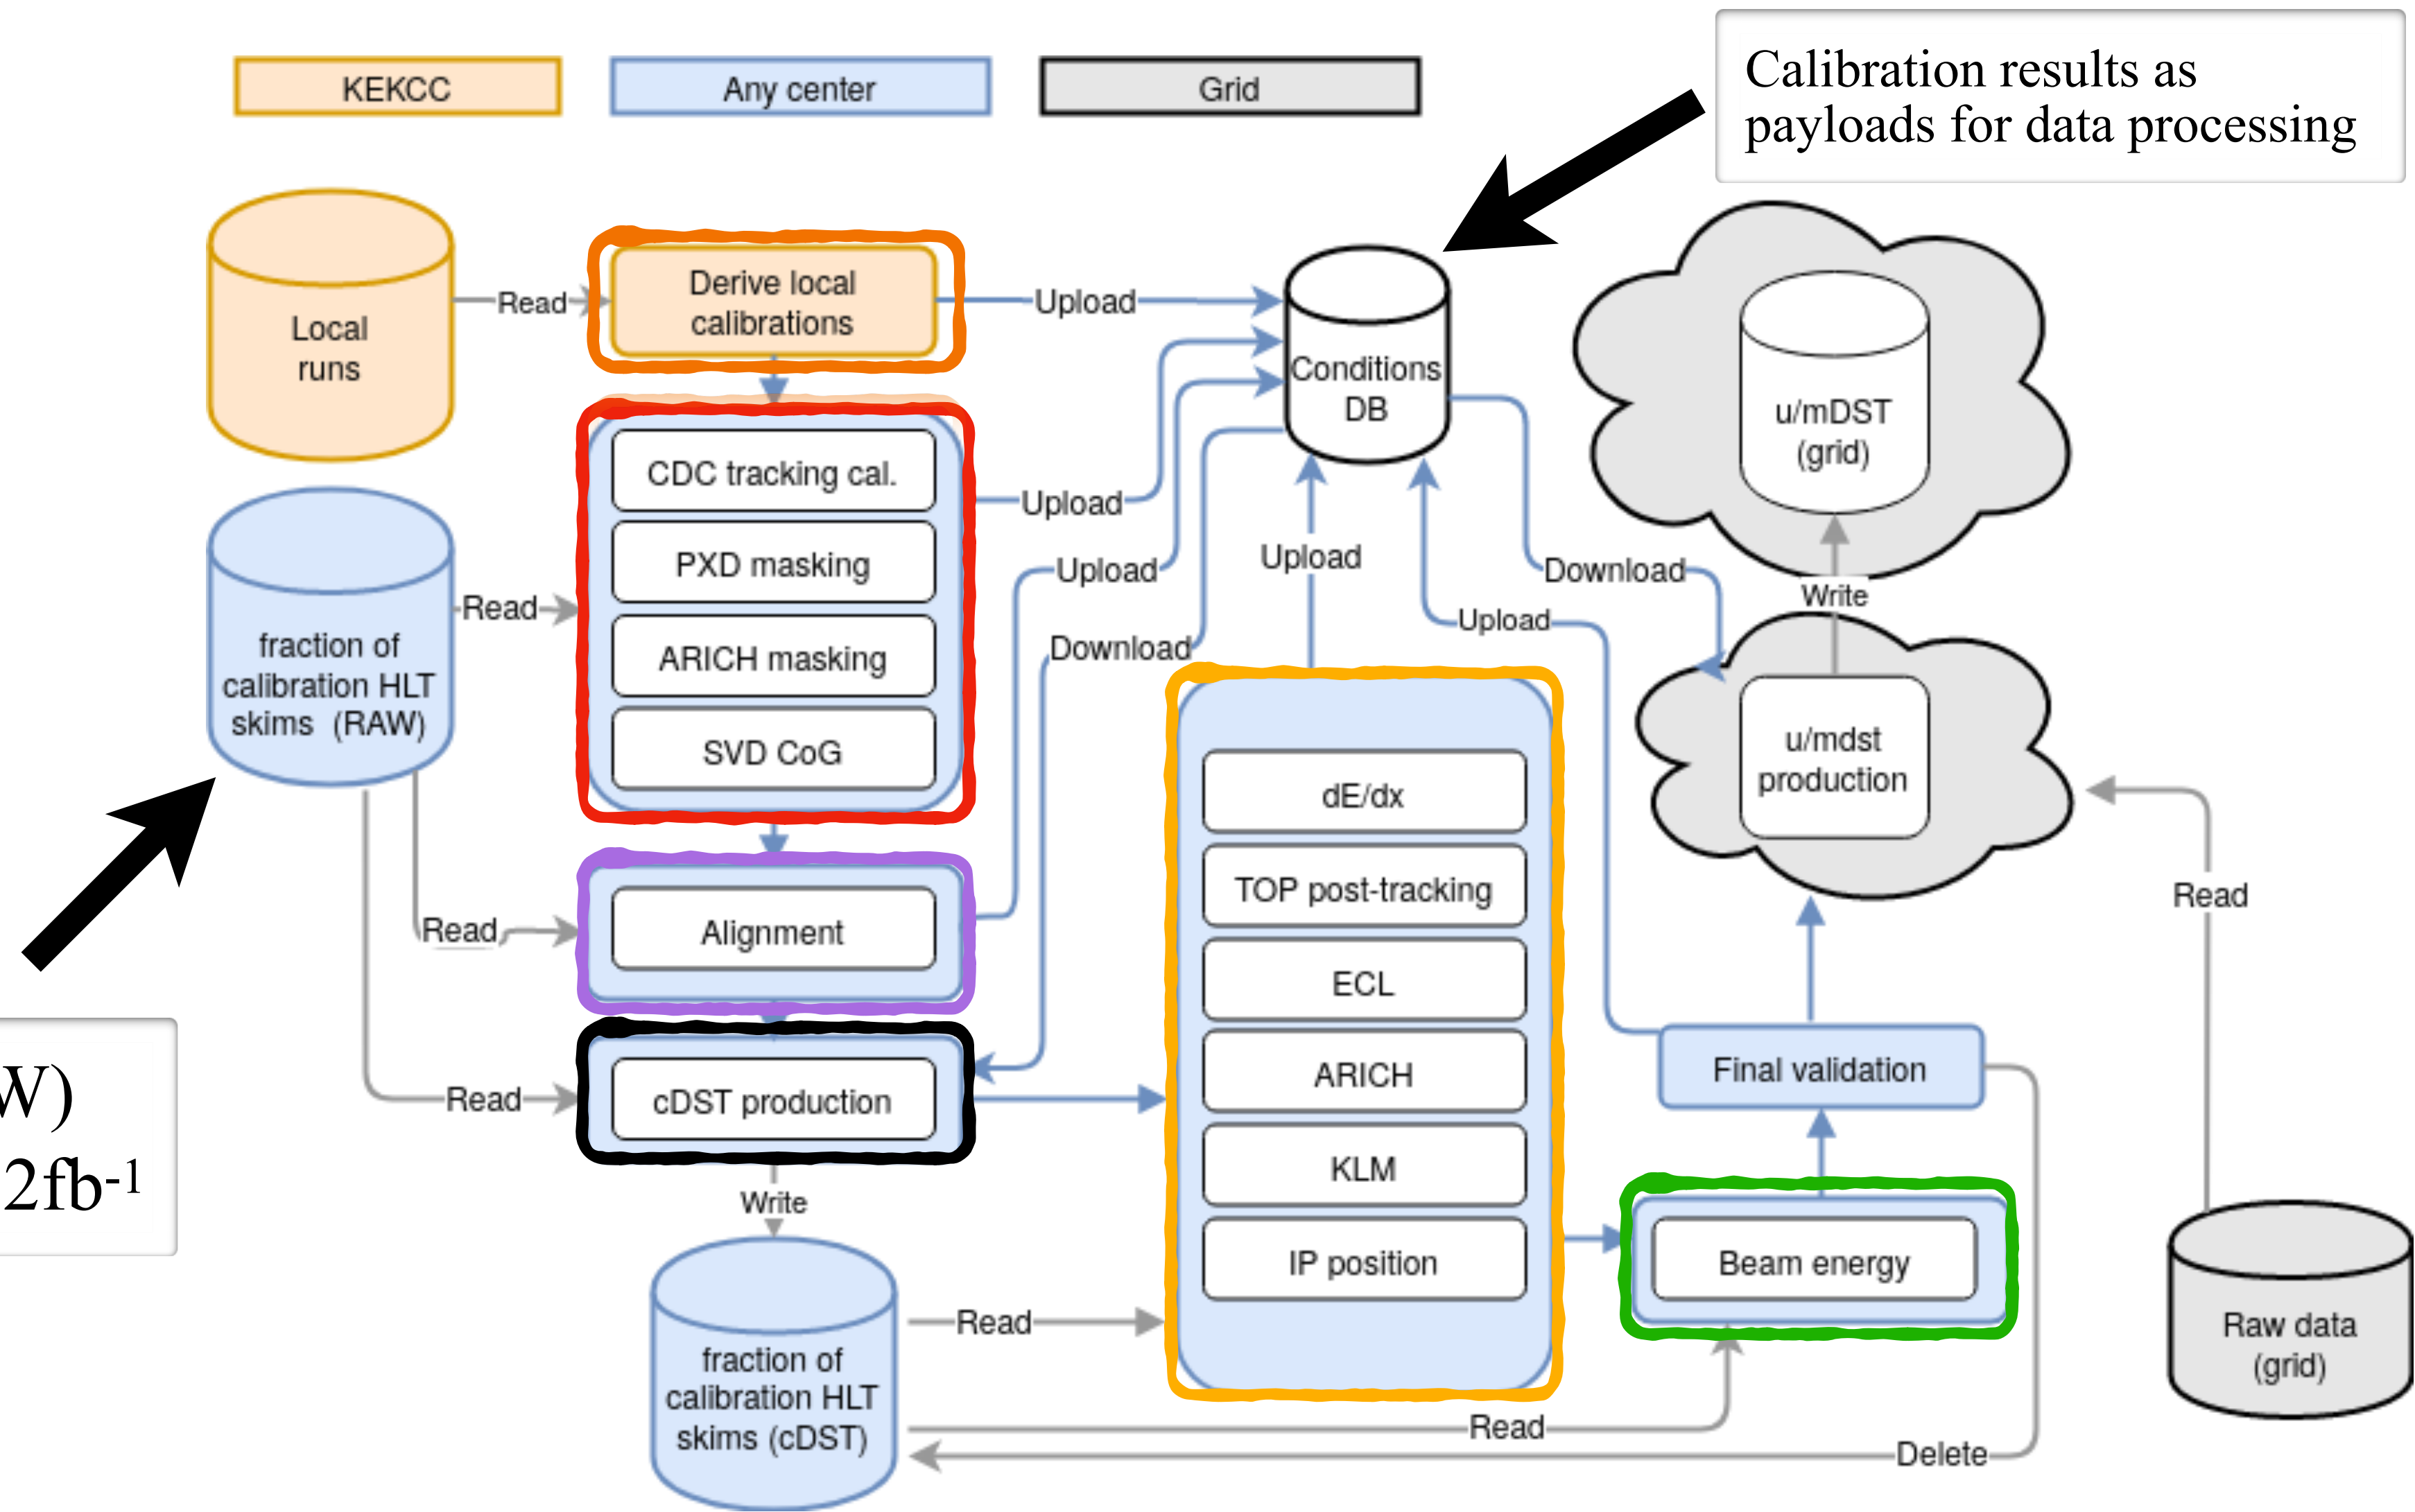 KEKCC
Any center
Grid
Calibration results as
payloads for data processing
Local
runs
Read
Derive local
calibrations
Upload
Conditions
DB
u/mDST
(grid)
CDC tracking cal.
PXD masking
ARICH masking
SVD CoG
Upload
Upload
Upload
Download
Download
Upload
Write
fraction of
calibration HLT
skims (RAW)
Read
u/mdst
production
dE/dx
TOP post-tracking
ECL
ARICH
KLM
IP position
Read
Alignment
Read
Read
cDST production
Final validation
W)
2fb-1
Write
Beam energy
fraction of
calibration HLT
skims (cDST)
Read
Read
Delete
Raw data
(grid)